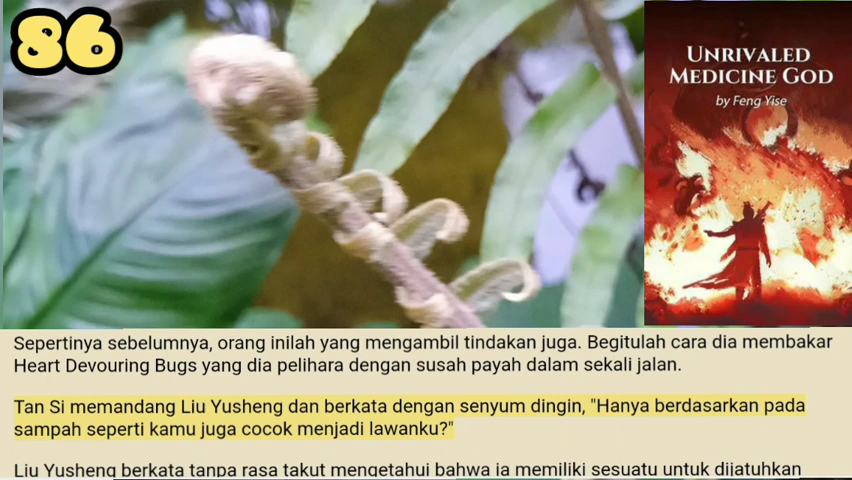 86
UNRIVALED
MEDICINE GOD
by Feng Yise
Sepertinya sebelumnya, orang inilah yang mengambil tindakan juga. Begitulah cara dia membakar
Heart Devouring Bugs yang dia pelihara dengan susah payah dalam sekali jalan.
Tan Si memandang Liu Yusheng dan berkata dengan senyum dingin, "Hanya berdasarkan pada
sampah seperti kamu juga cocok menjadi lawanku?"
Liu Yusheng berkata tanpa rasa takut mengetahui bahwa ia memiliki sesuatu untuk dijatuhkan